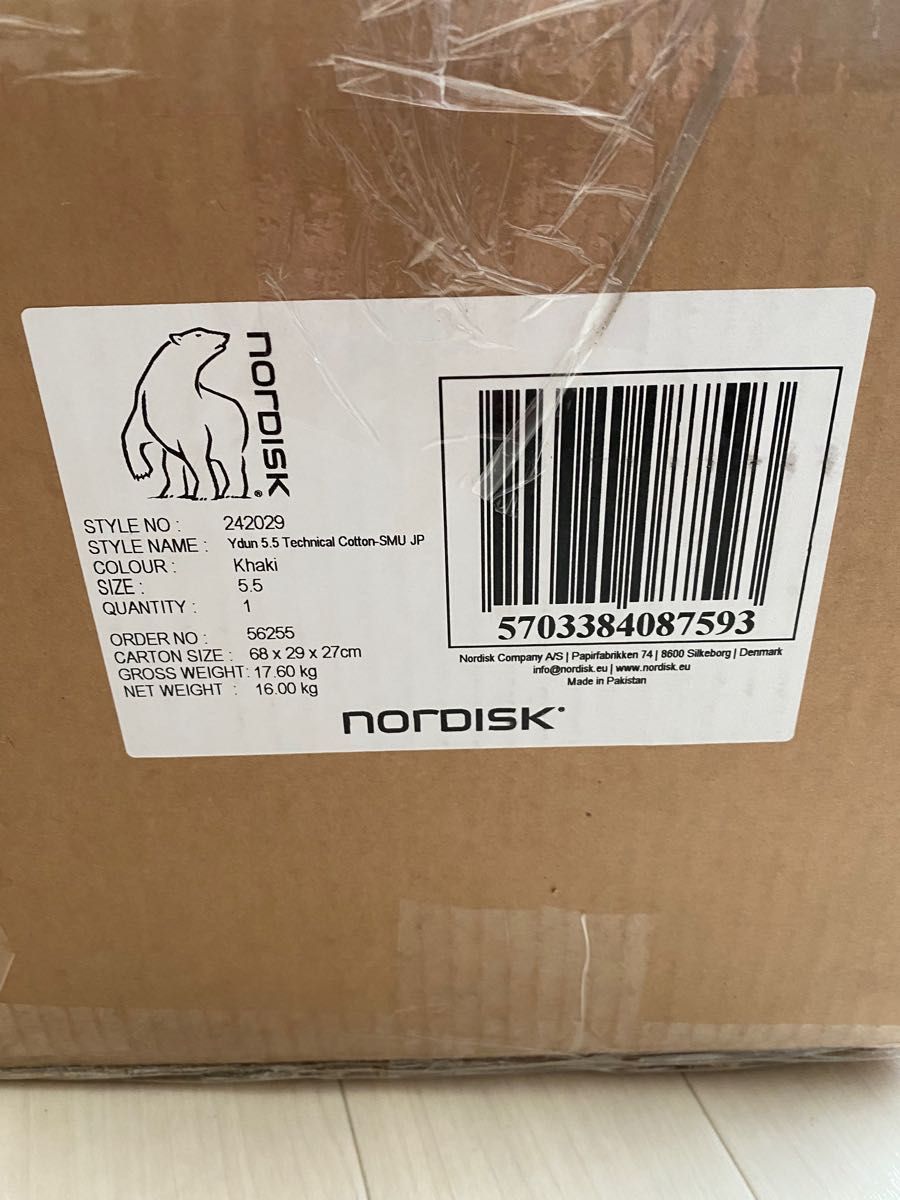 nordisk®
STYLE NO : 242029
STYLE NAME : Ydun 5.5 Technical Cotton-SMU JP
COLOUR : Khaki
SIZE : 5.5
QUANTITY : 1
ORDER NO : 56255
CARTON SIZE : 68 x 29 x 27cm
GROSS WEIGHT : 17.60 kg
NET WEIGHT : 16.00 kg
5703384087593
Nordisk Company A/S | Papirfabrikken 74 | 8600 Silkeborg | Denmark
info@nordisk.eu | www.nordisk.eu
Made in Pakistan
nordisk®